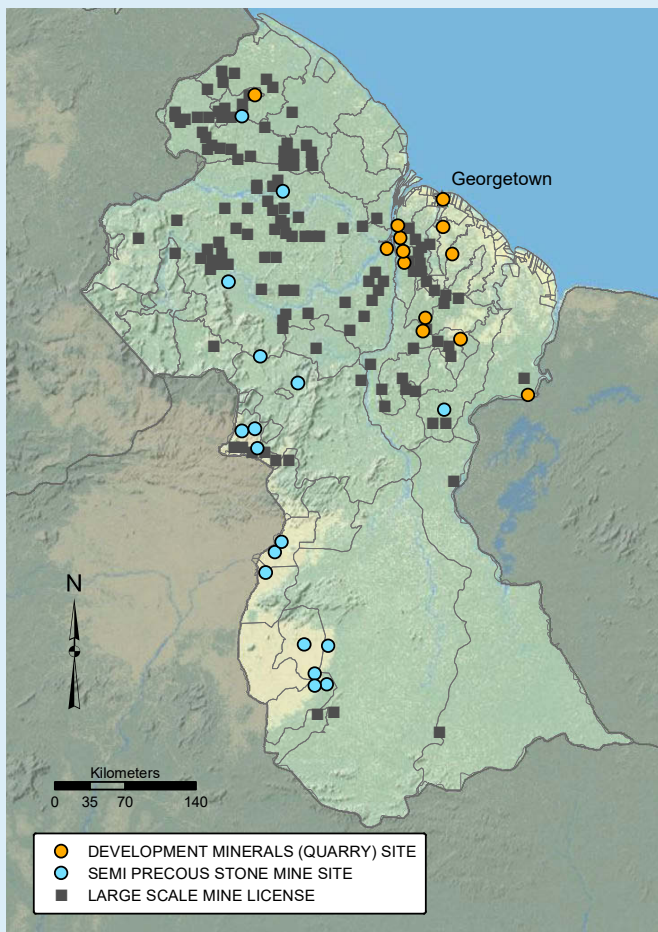 Georgetown
N
Kilometers
0 35 70 140
DEVELOPMENT MINERALS (QUARRY) SITE
SEMI PRECOUS STONE MINE SITE
LARGE SCALE MINE LICENSE